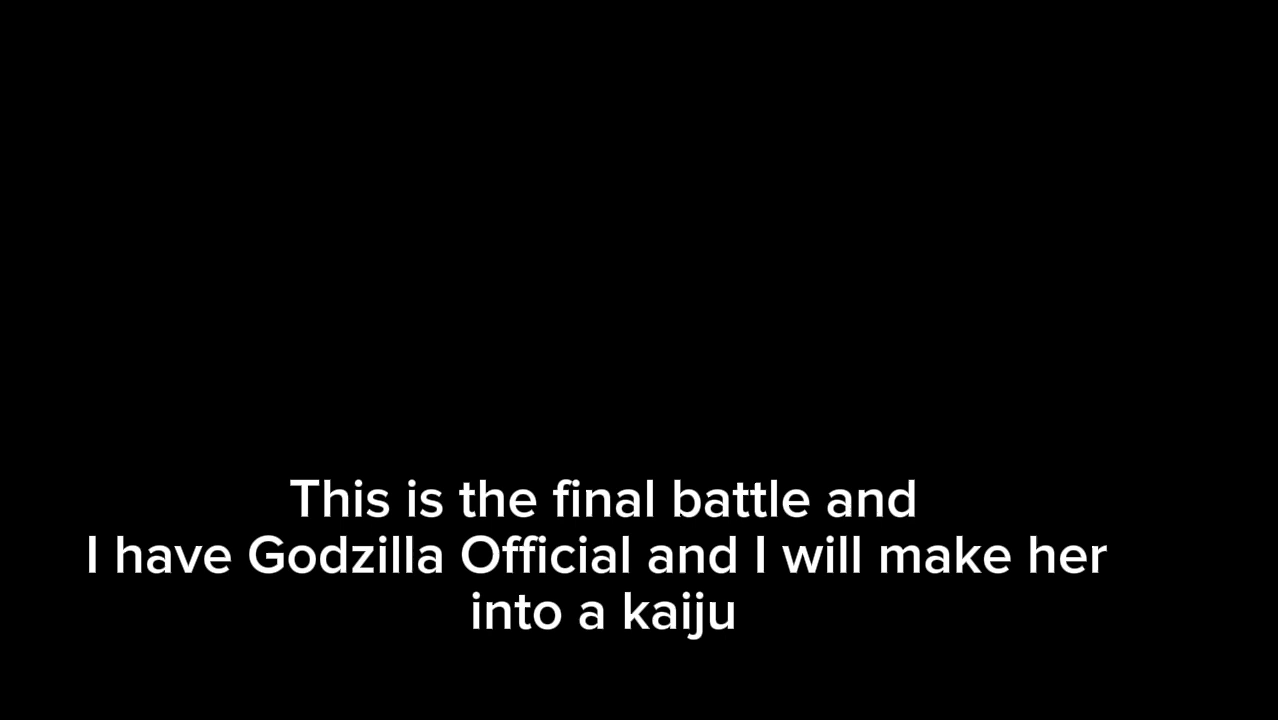 This is the final battle and
I have Godzilla Official and I will make her
into a kaiju